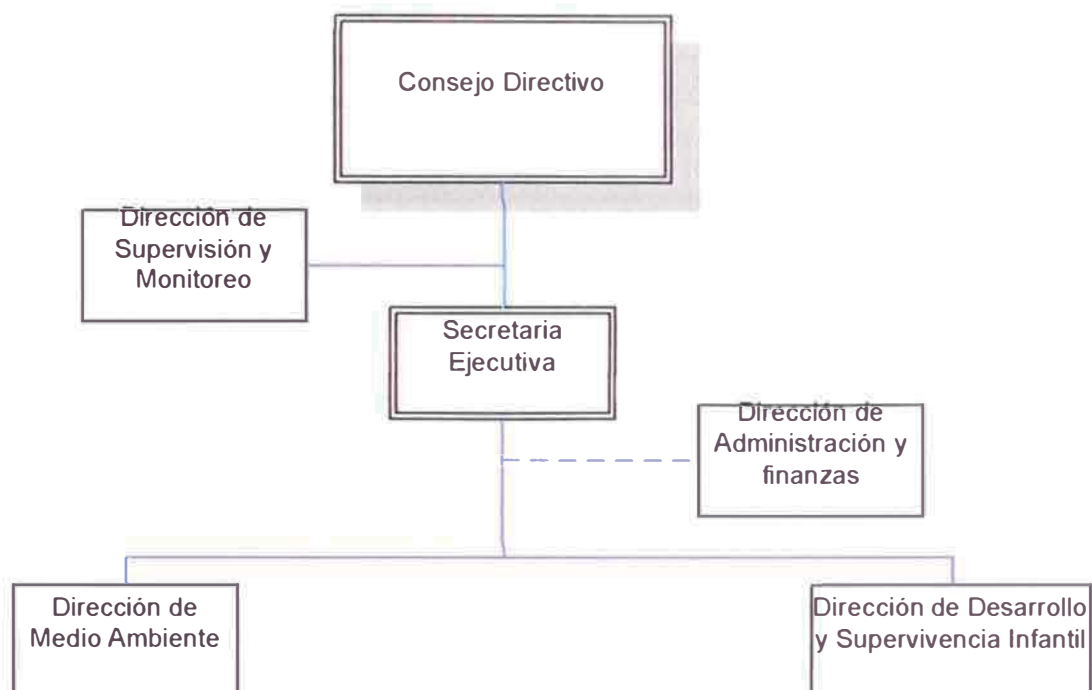 Consejo Directivo
Dirección de
Supervisión y
Monitoreo
Secretaria
Ejecutiva
Dirección de
Administración y
finanzas
Dirección de
Medio Ambiente
Dirección de Desarrollo
y Supervivencia Infantil